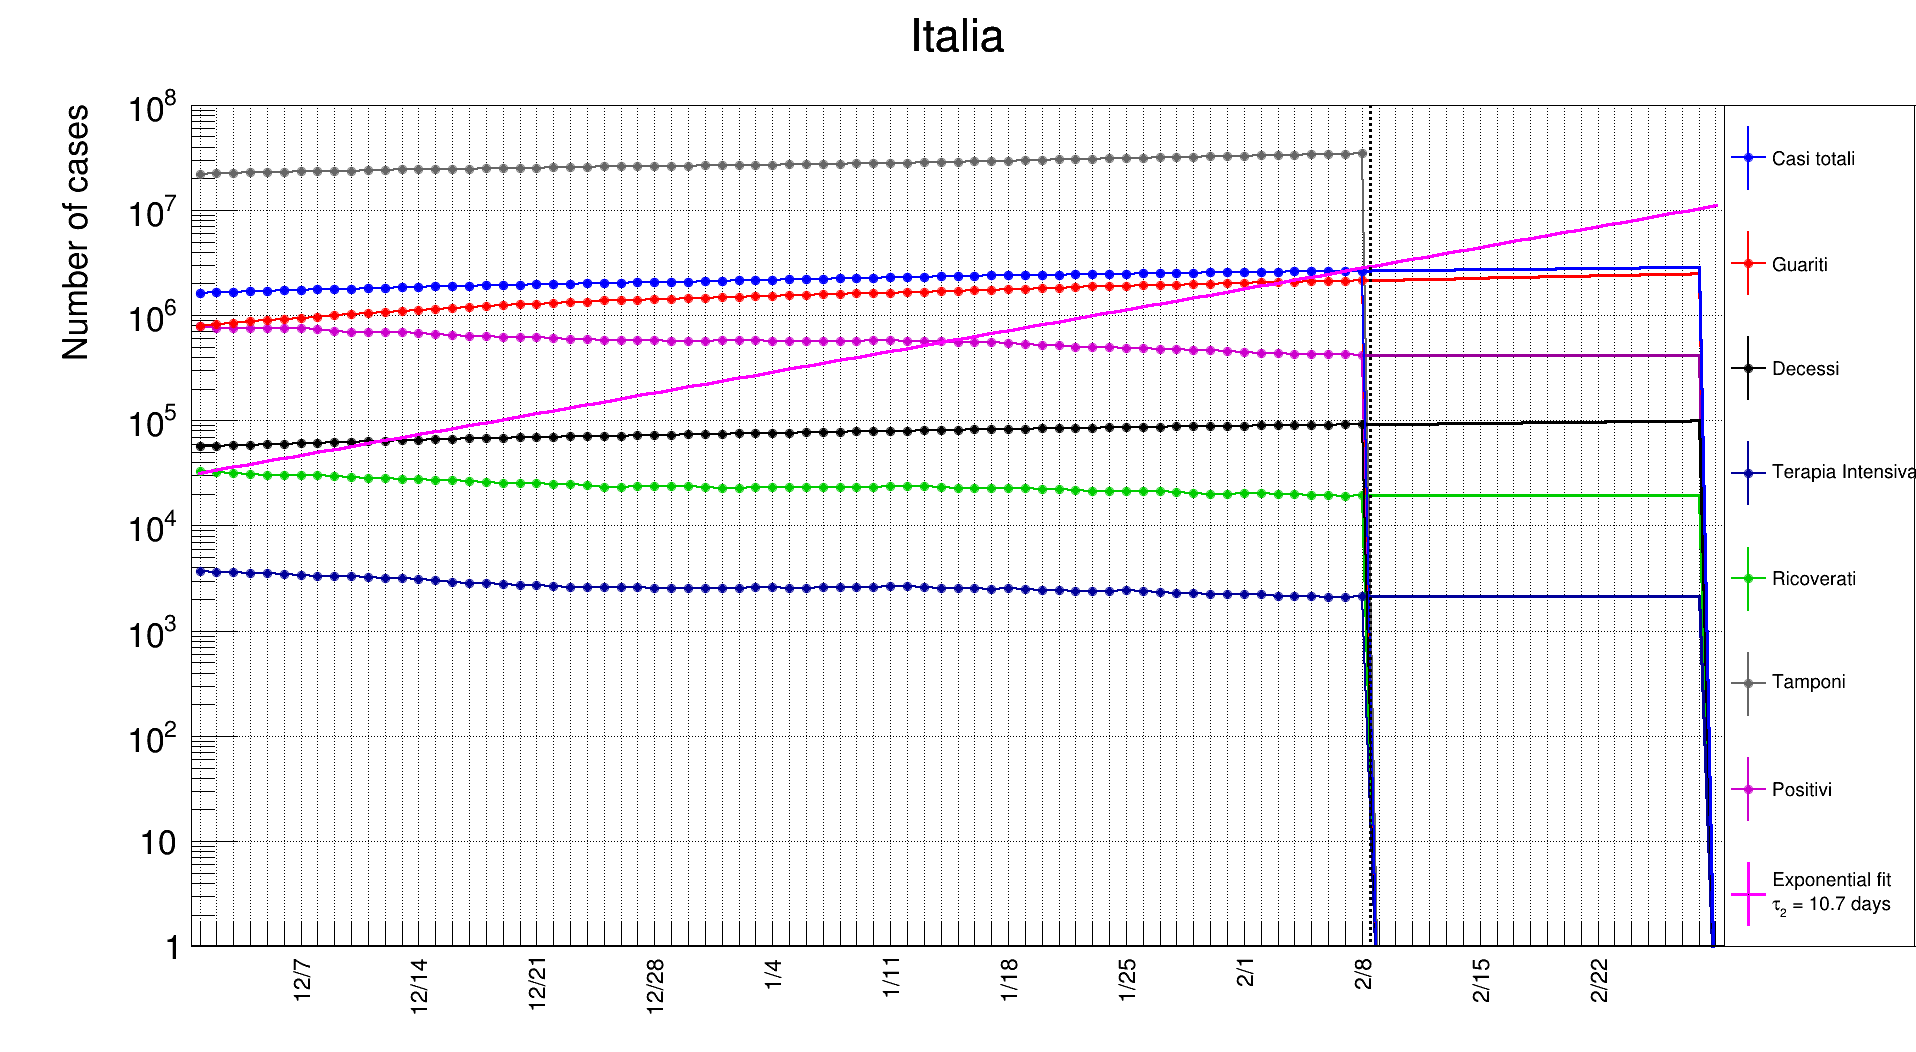 Italia
Number of cases
10^8
10^7
10^6
10^5
10^4
10^3
10^2
10
1
12/7
12/14
12/21
12/28
1/4
1/11
1/18
1/25
2/1
2/8
2/15
2/22
Casi totali
Guariti
Decessi
Terapia Intensiva
Ricoverati
Tamponi
Positivi
Exponential fit
τ_2 = 10.7 days